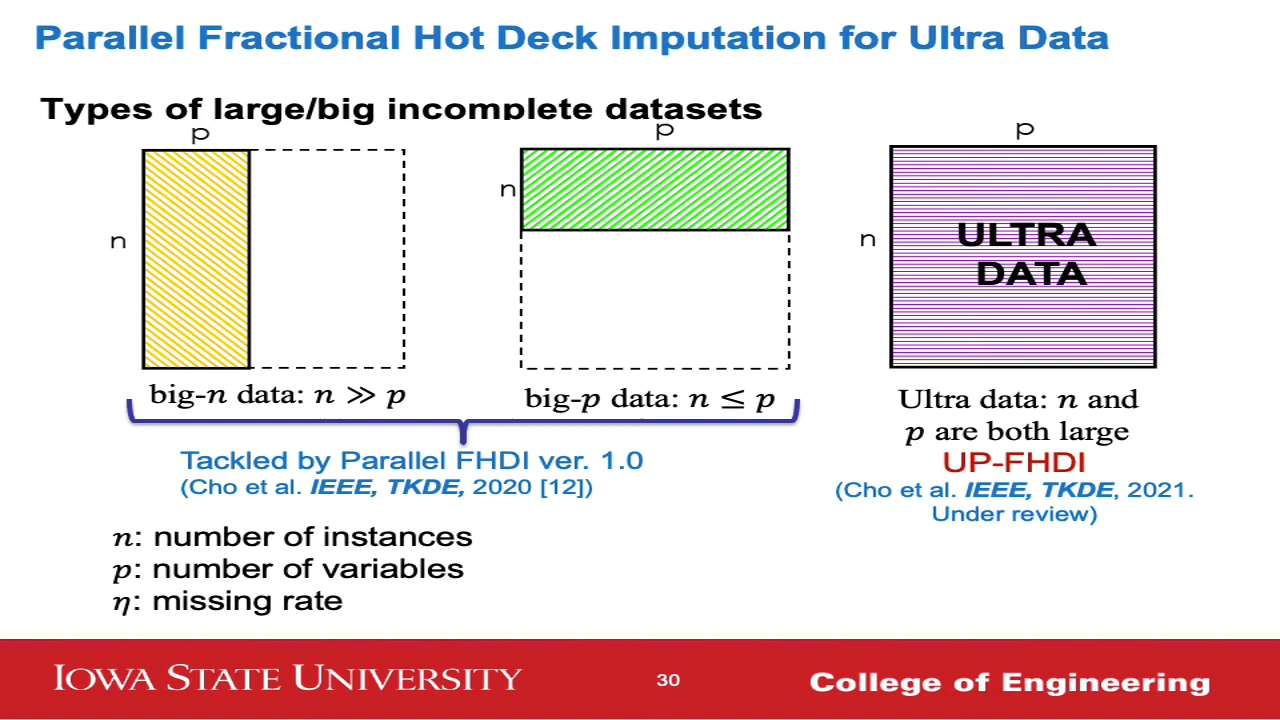 Parallel Fractional Hot Deck Imputation for Ultra Data
Types of large/big incomplete datasets
p
n
big-n data: n ≫ p
p
n
big-p data: n ≤ p
p
n
ULTRA
DATA
Ultra data: n and
p are both large
UP-FHDI
(Cho et al. IEEE, TKDE, 2021.
Under review)
Tackled by Parallel FHDI ver. 1.0
(Cho et al. IEEE, TKDE, 2020 [12])
n: number of instances
p: number of variables
η: missing rate
IOWA STATE UNIVERSITY
30
College of Engineering